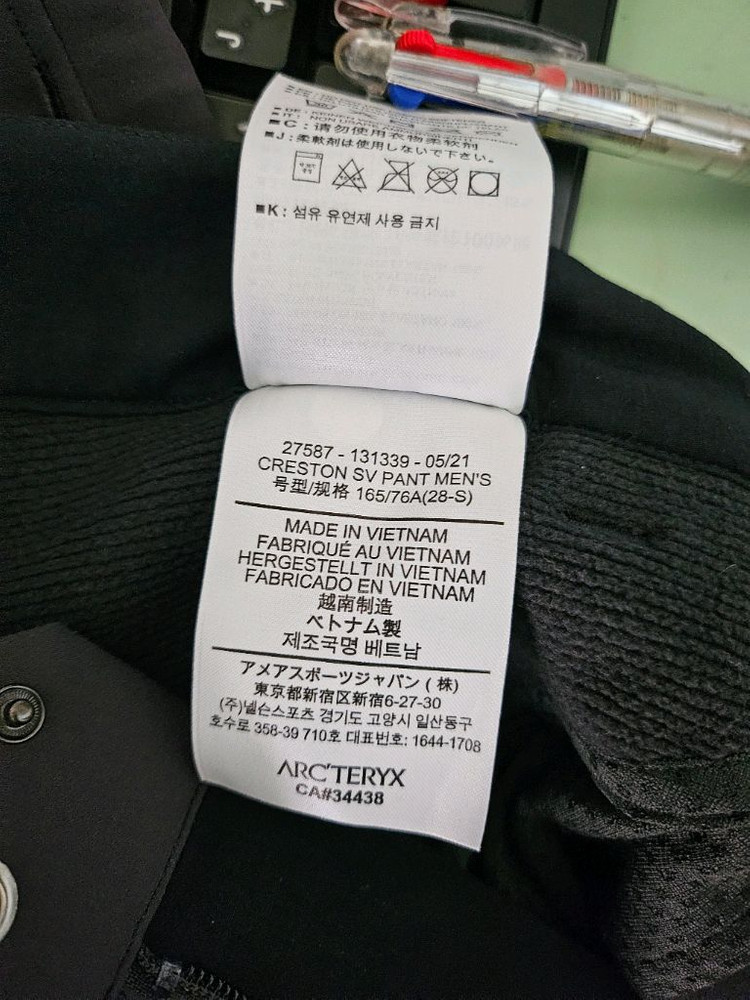 J
■C : 请勿使用衣物柔软剂
■J : 柔軟剤は使用しないで下さい。
■K : 섬유 유연제 사용 금지
27587 - 131339 - 05/21
CRESTON SV PANT MEN'S
号型/规格 165/76A(28-S)
MADE IN VIETNAM
FABRIQUÉ AU VIETNAM
HERGESTELLT IN VIETNAM
FABRICADO EN VIETNAM
越南制造
ベトナム製
제조국명 베트남
アメアスポーツジャパン ( 株)
東京都新宿区新宿6-27-30
(주)넬슨스포츠 경기도 고양시 일산동구
호수로 358-39 710호 대표번호: 1644-1708
ARC'TERYX
CA#34438